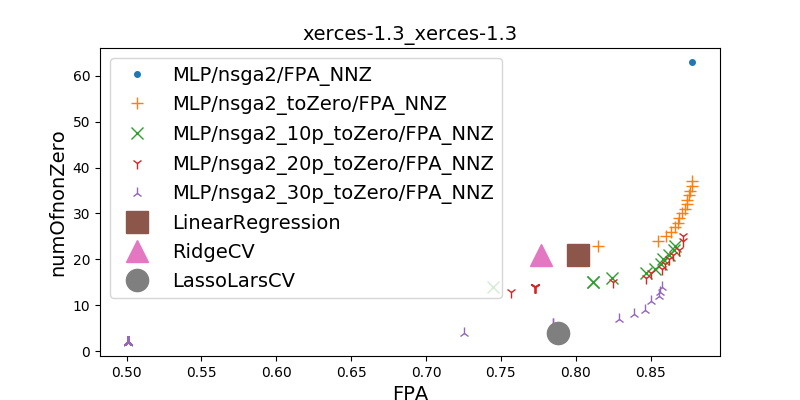 xerces-1.3_xerces-1.3
MLP/nsga2/FPA_NNZ
MLP/nsga2_toZero/FPA_NNZ
MLP/nsga2_10p_toZero/FPA_NNZ
MLP/nsga2_20p_toZero/FPA_NNZ
MLP/nsga2_30p_toZero/FPA_NNZ
LinearRegression
RidgeCV
LassoLarsCV
numOfnonZero
60
50
40
30
20
10
0
0.50 0.55 0.60 0.65 0.70 0.75 0.80 0.85
FPA